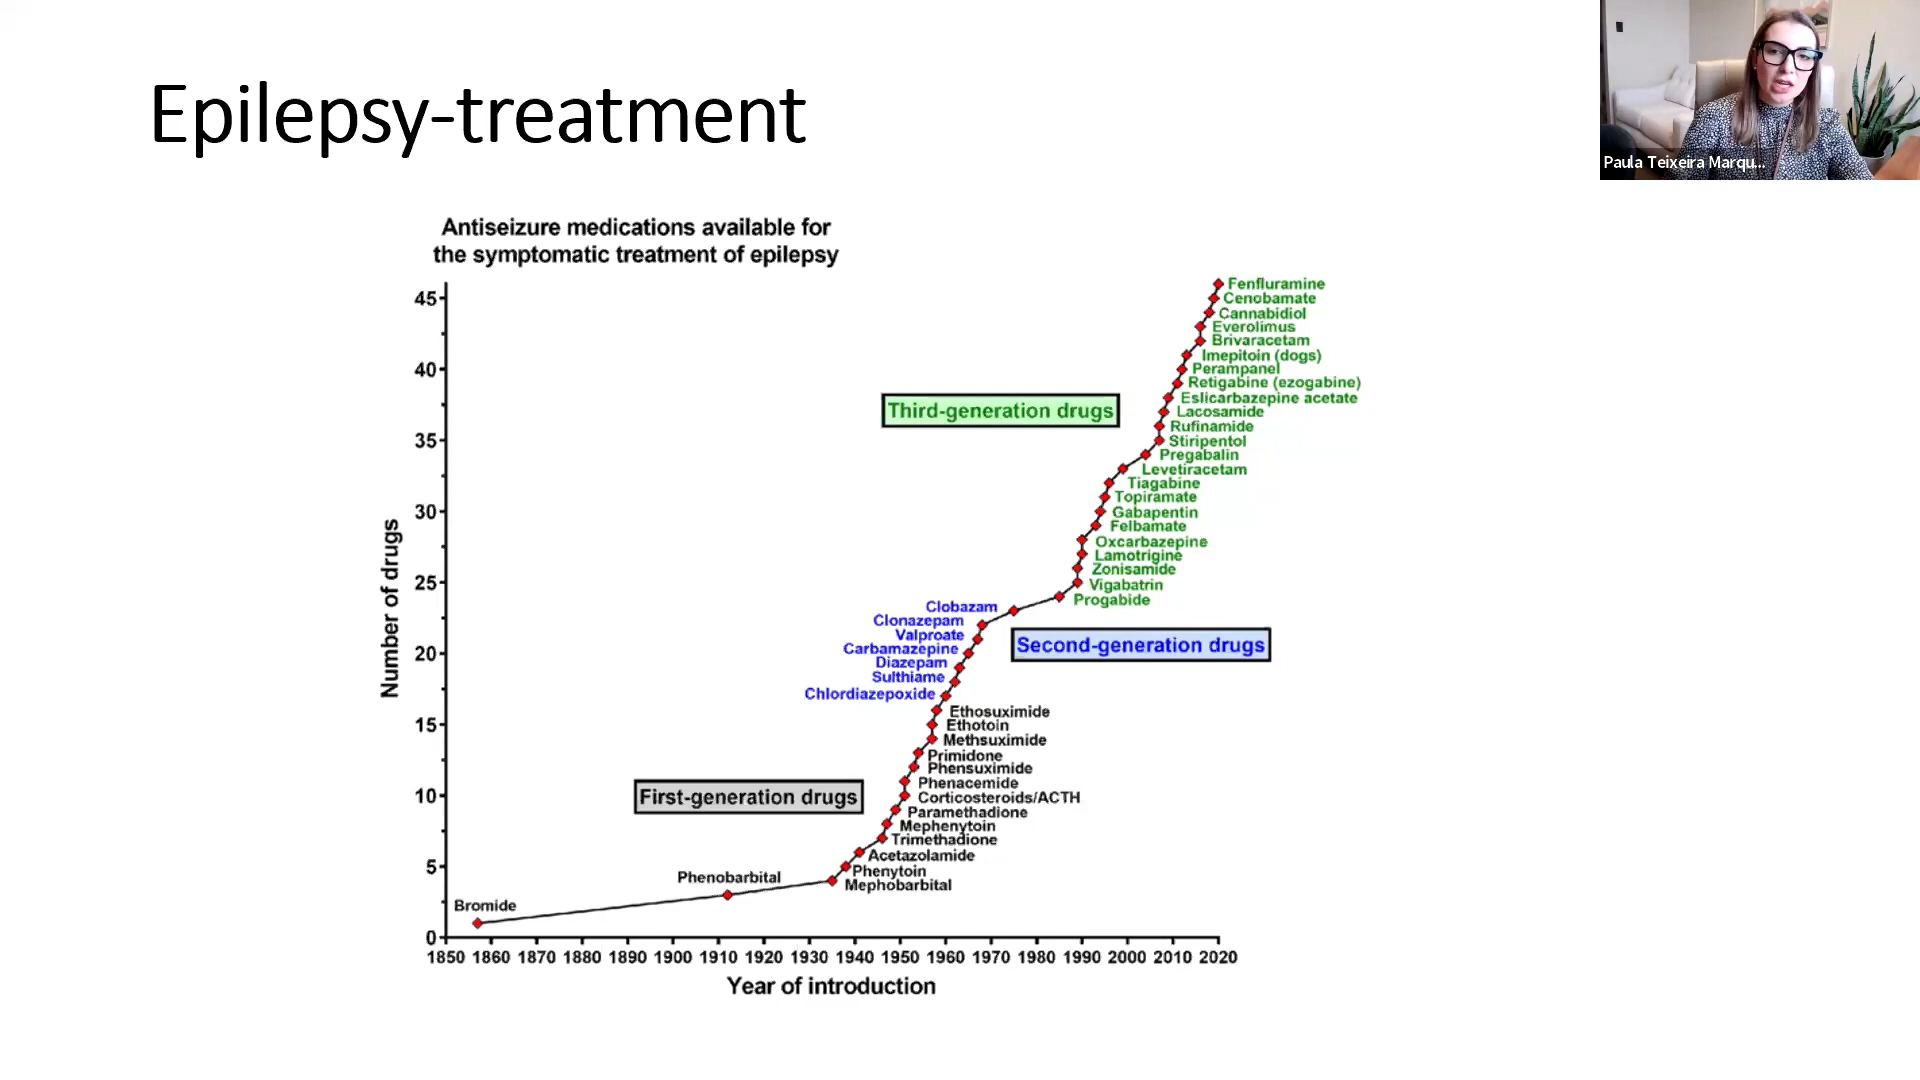 Epilepsy-treatment
Paula Teixeira Marqu...
Antiseizure medications available for
the symptomatic treatment of epilepsy
Number of drugs
45
40
35
30
25
20
15
10
5
0
Fenfluramine
Cenobamate
Cannabidiol
Everolimus
Brivaracetam
Imepitoin (dogs)
Perampanel
Retigabine (ezogabine)
Eslicarbazepine acetate
Lacosamide
Rufinamide
Stiripentol
Pregabalin
Levetiracetam
Tiagabine
Topiramate
Gabapentin
Felbamate
Oxcarbazepine
Lamotrigine
Zonisamide
Vigabatrin
Progabide
Third-generation drugs
Clobazam
Clonazepam
Valproate
Carbamazepine
Diazepam
Sulthiame
Chlordiazepoxide
Second-generation drugs
Ethosuximide
Ethotoin
Methsuximide
Primidone
Phensuximide
Phenacemide
Corticosteroids/ACTH
Paramethadione
Mephenytoin
Trimethadione
Acetazolamide
Phenytoin
Mephobarbital
First-generation drugs
Phenobarbital
Bromide
1850 1860 1870 1880 1890 1900 1910 1920 1930 1940 1950 1960 1970 1980 1990 2000 2010 2020
Year of introduction